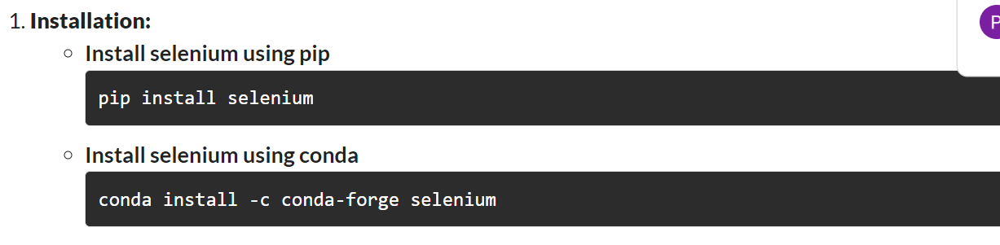 1. Installation:
Install selenium using pip
pip install selenium
Install selenium using conda
conda install -c conda-forge selenium
P